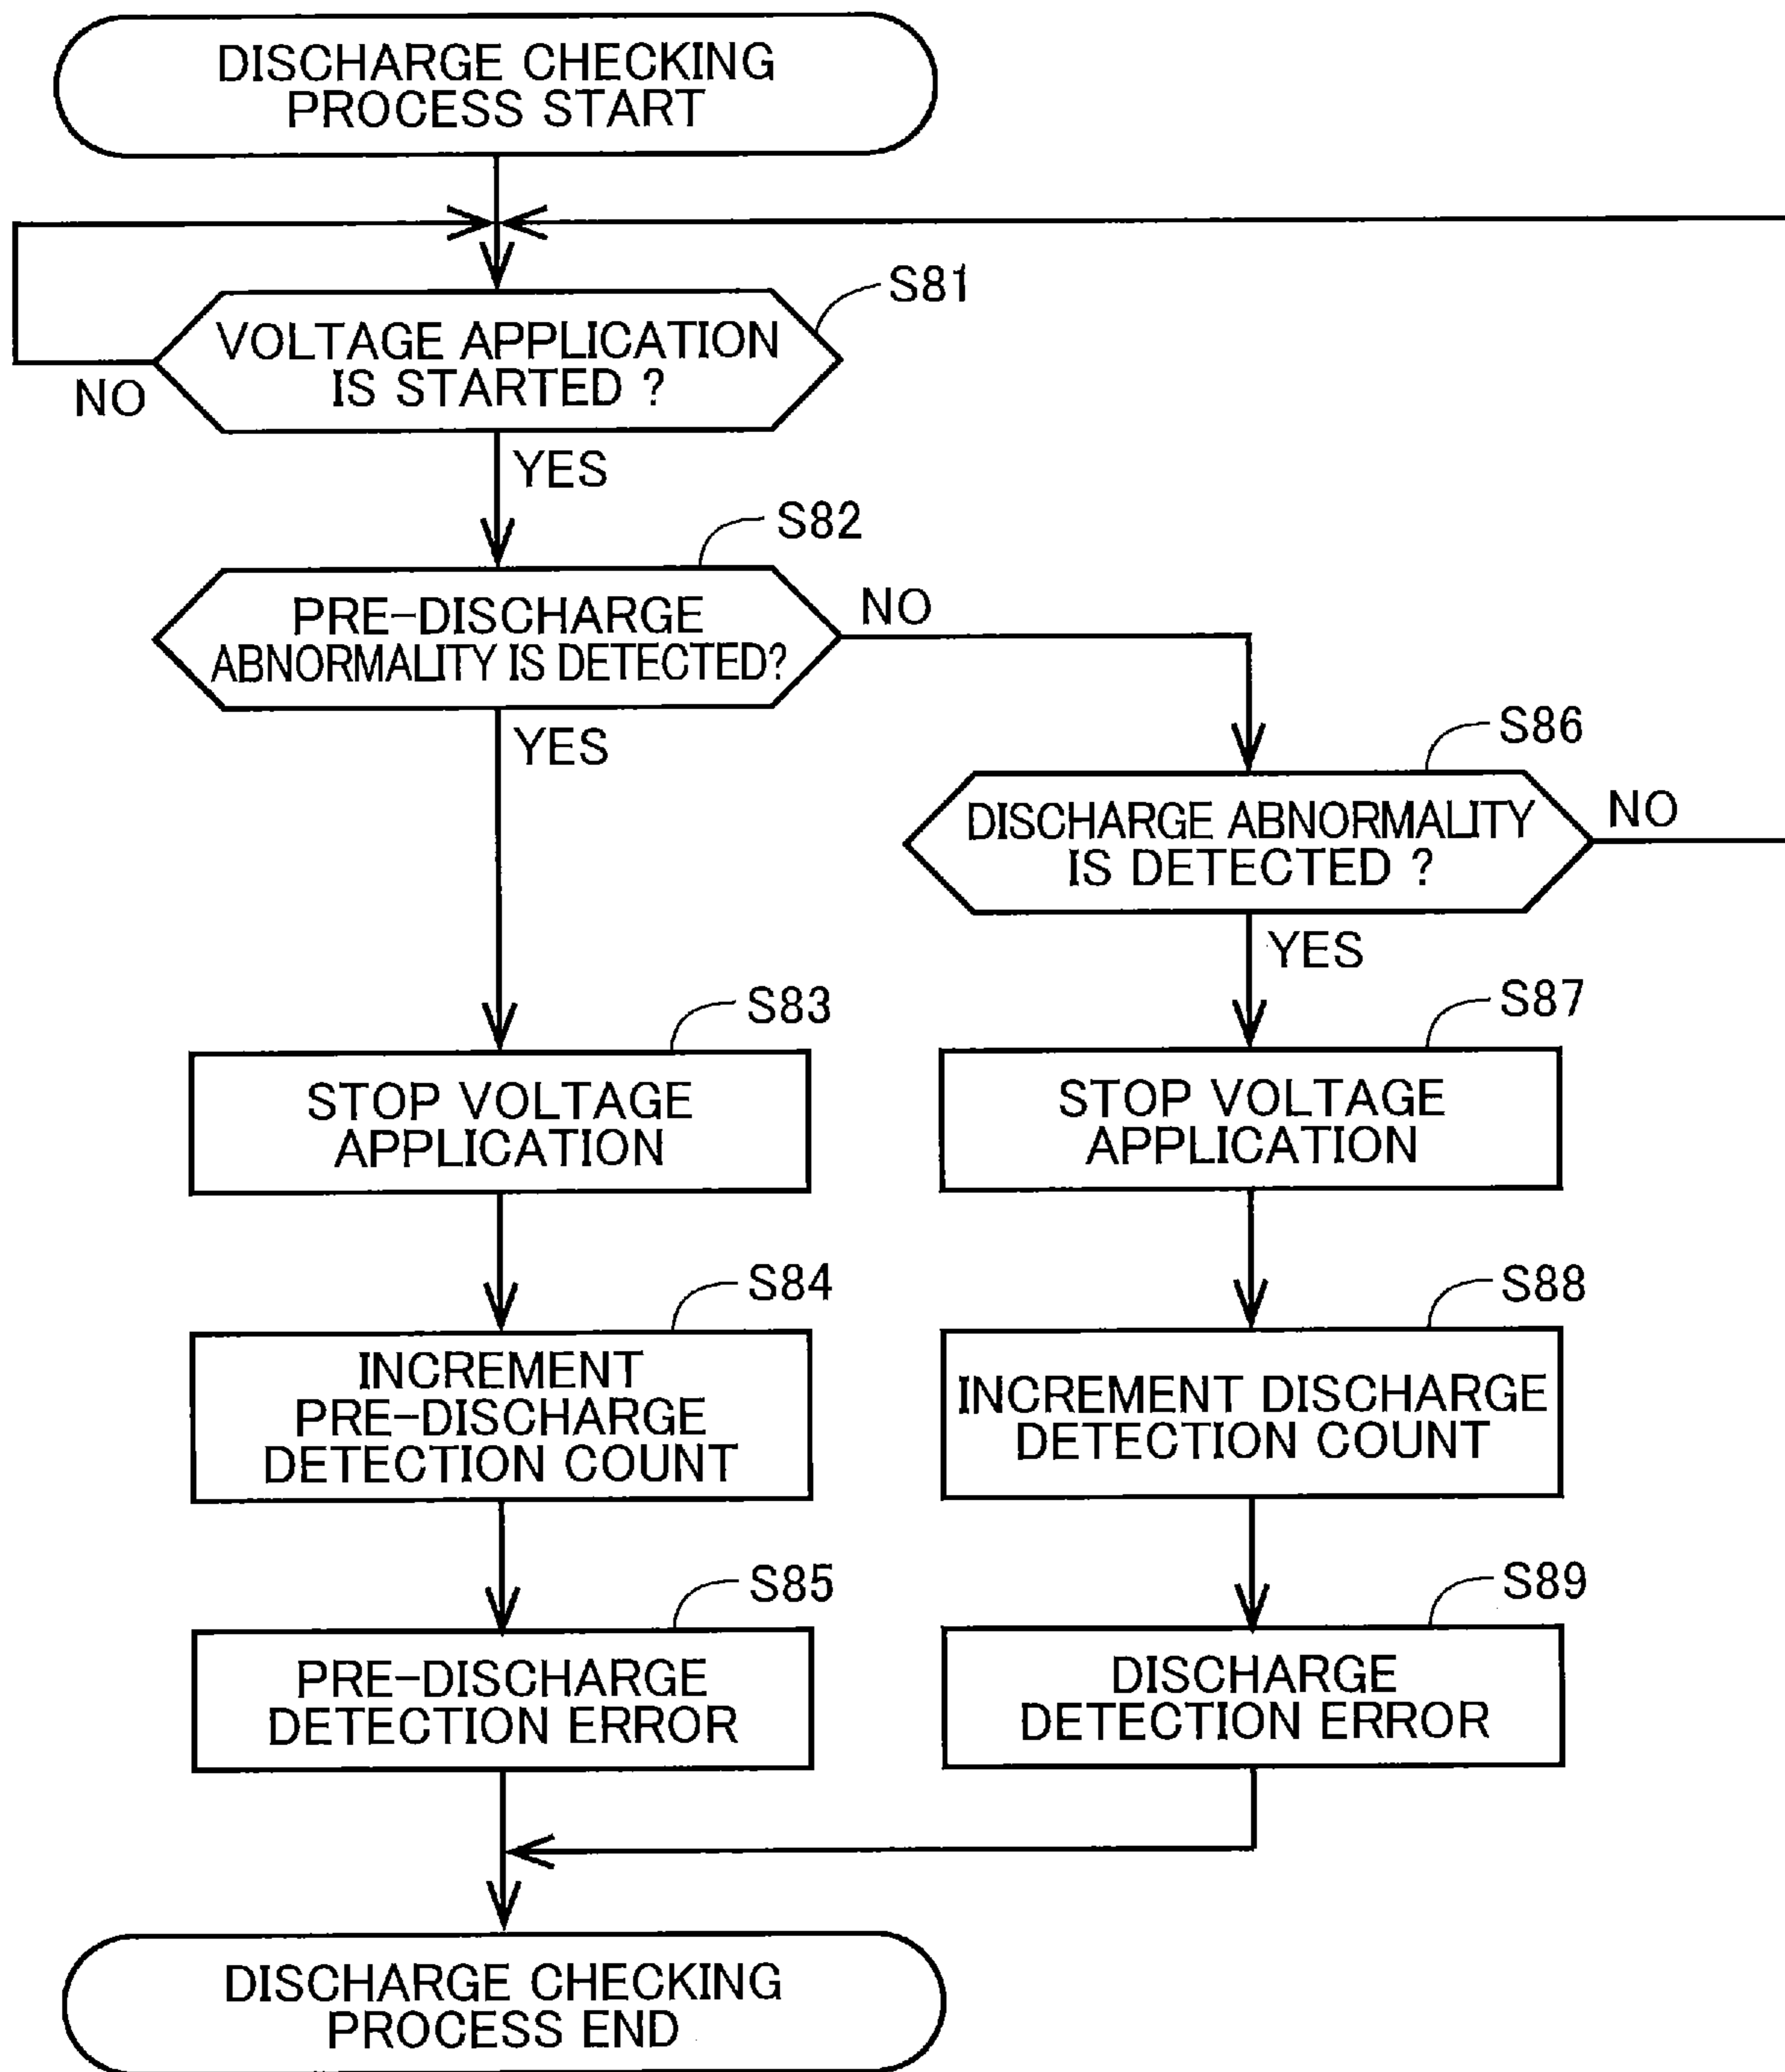 DISCHARGE CHECKING
PROCESS START
S81
VOLTAGE APPLICATION
IS STARTED ?
NO
YES
S82
PRE-DISCHARGE
ABNORMALITY IS DETECTED?
NO
YES
S86
DISCHARGE ABNORMALITY
IS DETECTED ?
NO
YES
S83
STOP VOLTAGE
APPLICATION
S87
STOP VOLTAGE
APPLICATION
S84
INCREMENT
PRE-DISCHARGE
DETECTION COUNT
S88
INCREMENT DISCHARGE
DETECTION COUNT
S85
PRE-DISCHARGE
DETECTION ERROR
S89
DISCHARGE
DETECTION ERROR
DISCHARGE CHECKING
PROCESS END